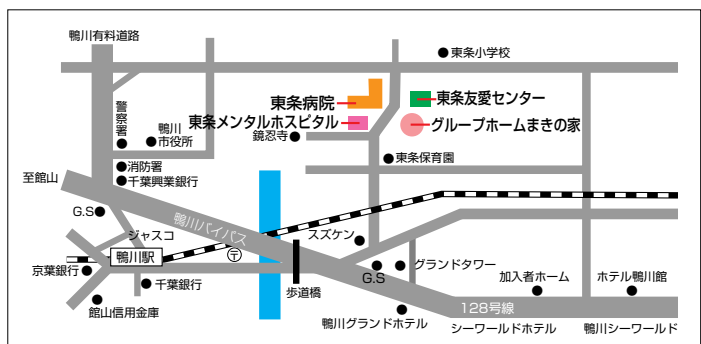 鴨川有料道路
東条小学校
東条病院
東条友愛センター
東条メンタルホスピタル
グループホームまきの家
警察署
鴨川
市役所
鏡忍寺
消防署
東条保育園
千葉興業銀行
至館山
G.S
鴨川バイパス
ジャスコ
スズケン
鴨川駅
〒
京葉銀行
G.S
グランドタワー
千葉銀行
歩道橋
加入者ホーム
ホテル鴨川館
館山信用金庫
128号線
鴨川グランドホテル
シーワールドホテル
鴨川シーワールド